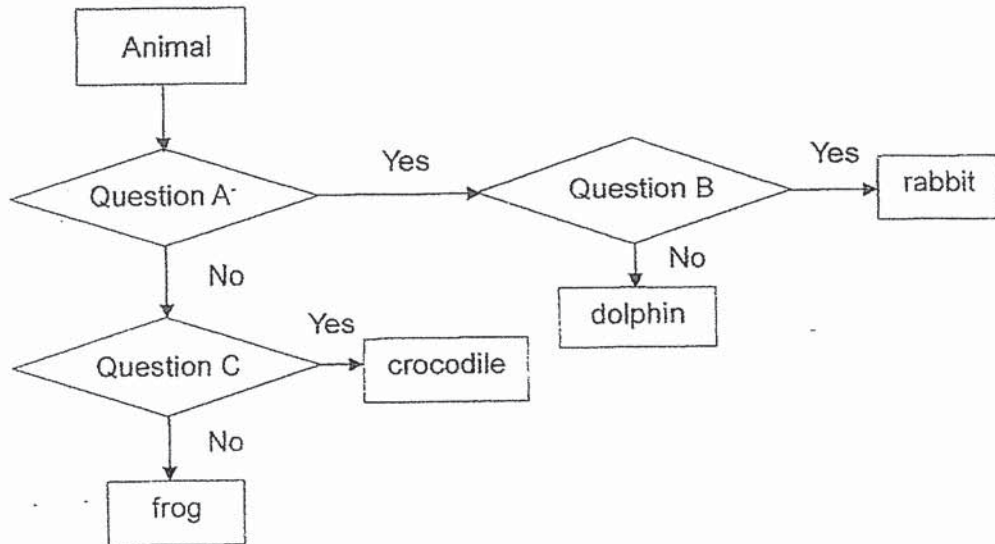 Animal
Question A
Yes
Question B
Yes
rabbit
No
No
dolphin
Question C
Yes
crocodile
No
frog